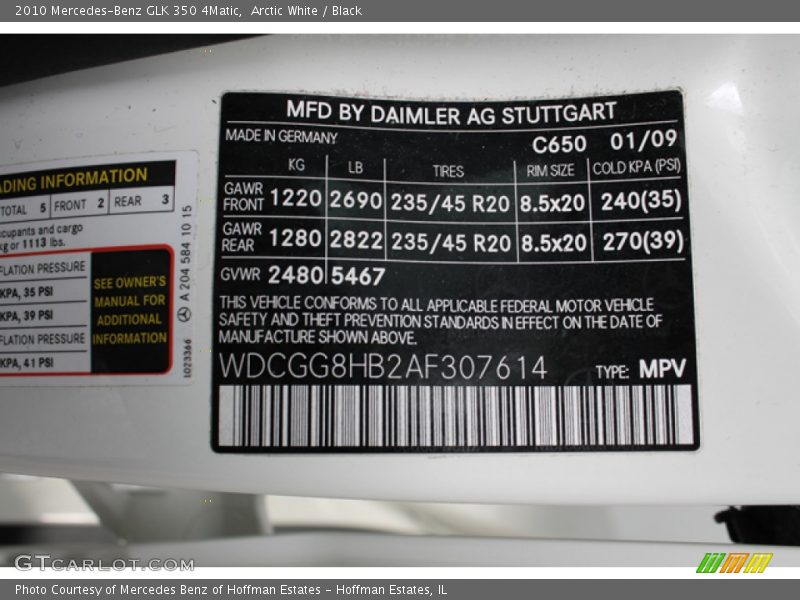 2010 Mercedes-Benz GLK 350 4Matic, Arctic White / Black
MFD BY DAIMLER AG STUTTGART
MADE IN GERMANY
C650 01/09
KG LB TIRES RIM SIZE COLD KPA (PSI)
GAWR FRONT 1220 2690 235/45 R20 8.5x20 240(35)
GAWR REAR 1280 2822 235/45 R20 8.5x20 270(39)
GVWR 2480 5467
THIS VEHICLE CONFORMS TO ALL APPLICABLE FEDERAL MOTOR VEHICLE
SAFETY AND THEFT PREVENTION STANDARDS IN EFFECT ON THE DATE OF
MANUFACTURE SHOWN ABOVE.
WDCGG8HB2AF307614 TYPE: MPV
INFORMATION
TOTAL 5 FRONT 2 REAR 3
and cargo
or 1113 lbs.
PRESSURE
KPA, 35 PSI
KPA, 39 PSI
PRESSURE
KPA, 41 PSI
SEE OWNER'S
MANUAL FOR
ADDITIONAL
INFORMATION
A 204 584 10 15
1023366
GTCARLOT.COM
Photo Courtesy of Mercedes Benz of Hoffman Estates - Hoffman Estates, IL